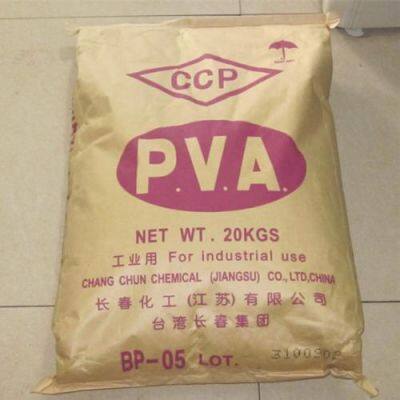 CCP
P.V.A.
NET WT. 20KGS
工业用 For industrial use
CHANG CHUN CHEMICAL (JIANGSU) CO.,LTD,CHINA
长春化工(江苏)有限公司
台湾长春集团
BP-05 LOT.